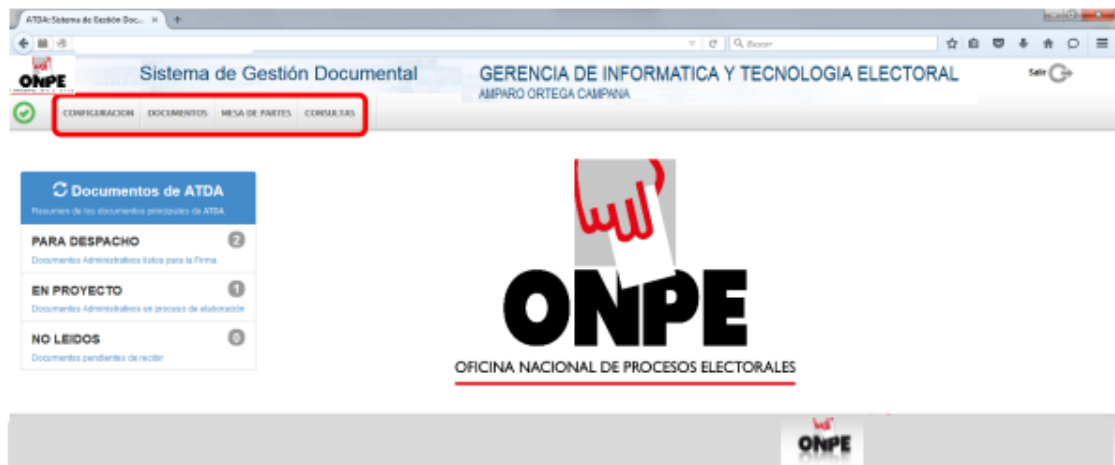 ATDA: Sistema de Gestión Doc...
Buscar
ONPE
Sistema de Gestión Documental
GERENCIA DE INFORMATICA Y TECNOLOGIA ELECTORAL
AMPARO ORTEGA CAMPANA
Salir
CONFIGURACION DOCUMENTOS MESA DE PARTES CONSULTAS
Documentos de ATDA
Resumen de los documentos principales de ATDA
PARA DESPACHO 2
Documentos Administrativos listos para la Firma
EN PROYECTO 1
Documentos Administrativos en proceso de elaboración
NO LEIDOS 0
Documentos pendientes de recibir
ONPE
OFICINA NACIONAL DE PROCESOS ELECTORALES
ONPE